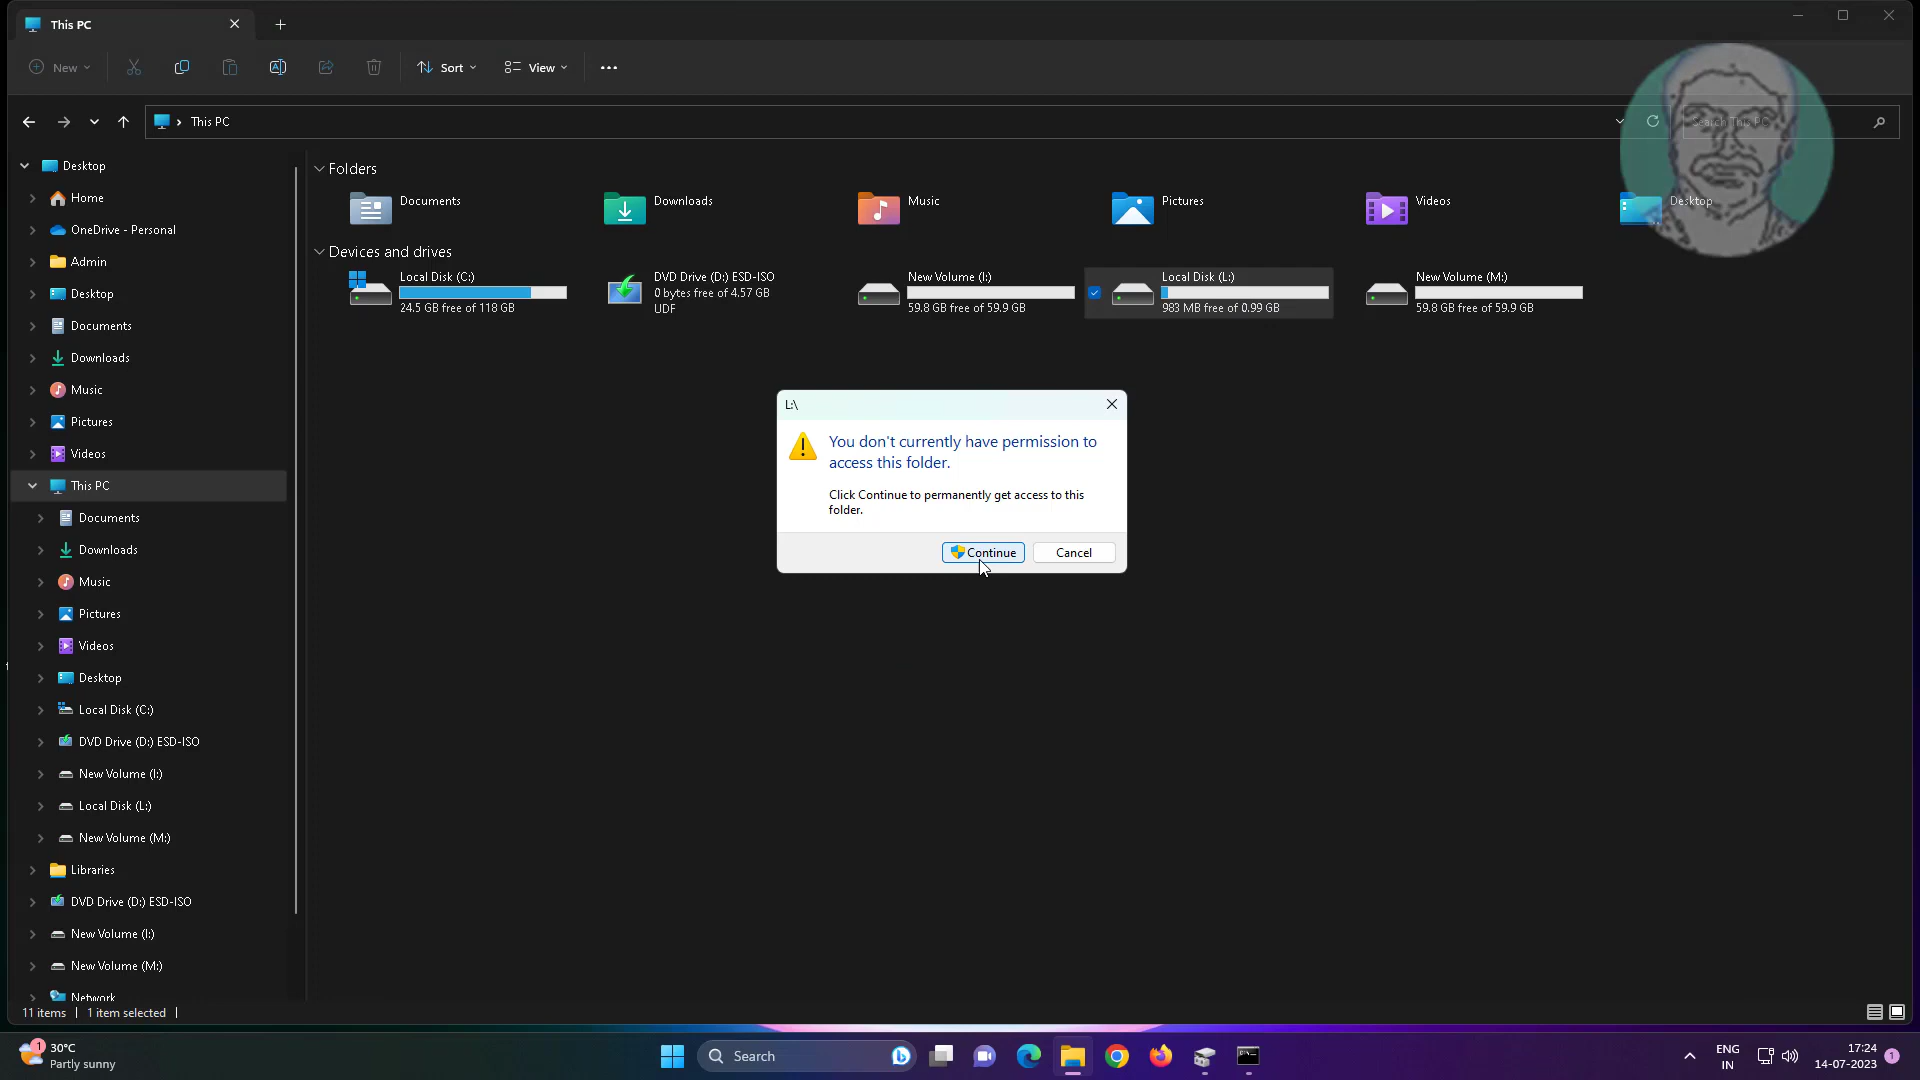 This PC
New
Sort
View
This PC
Search This PC
Desktop
Home
OneDrive - Personal
Admin
Desktop
Documents
Downloads
Music
Pictures
Videos
This PC
Documents
Downloads
Music
Pictures
Videos
Desktop
Local Disk (C:)
DVD Drive (D:) ESD-ISO
New Volume (I:)
Local Disk (L:)
New Volume (M:)
Libraries
DVD Drive (D:) ESD-ISO
New Volume (I:)
New Volume (M:)
Network
Folders
Documents
Downloads
Music
Pictures
Videos
Desktop
Devices and drives
Local Disk (C:)
24.5 GB free of 118 GB
DVD Drive (D:) ESD-ISO
0 bytes free of 4.57 GB
UDF
New Volume (I:)
59.8 GB free of 59.9 GB
Local Disk (L:)
983 MB free of 0.99 GB
New Volume (M:)
59.8 GB free of 59.9 GB
L:\
You don't currently have permission to
access this folder.
Click Continue to permanently get access to this
folder.
Continue
Cancel
11 items
1 item selected
1
30°C
Partly sunny
Search
ENG
IN
17:24
14-07-2023
1